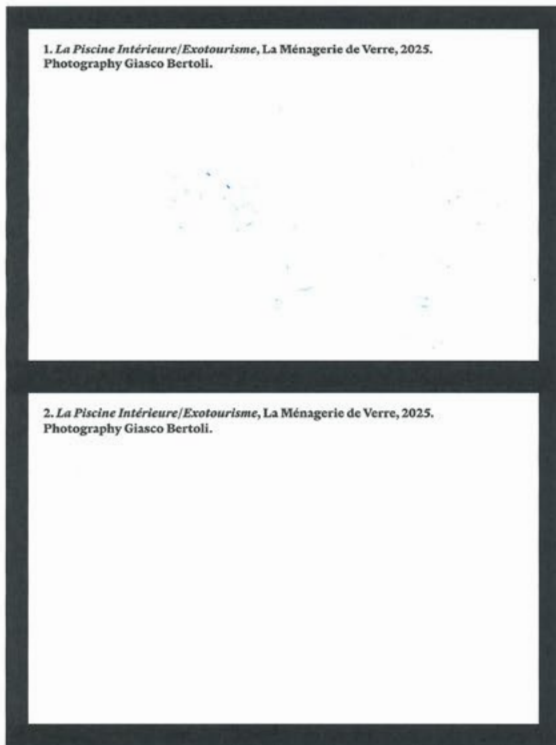 1. La Piscine Intérieure/Exotourisme, La Ménagerie de Verre, 2025.
Photography Giasco Bertoli.
2. La Piscine Intérieure/Exotourisme, La Ménagerie de Verre, 2025.
Photography Giasco Bertoli.